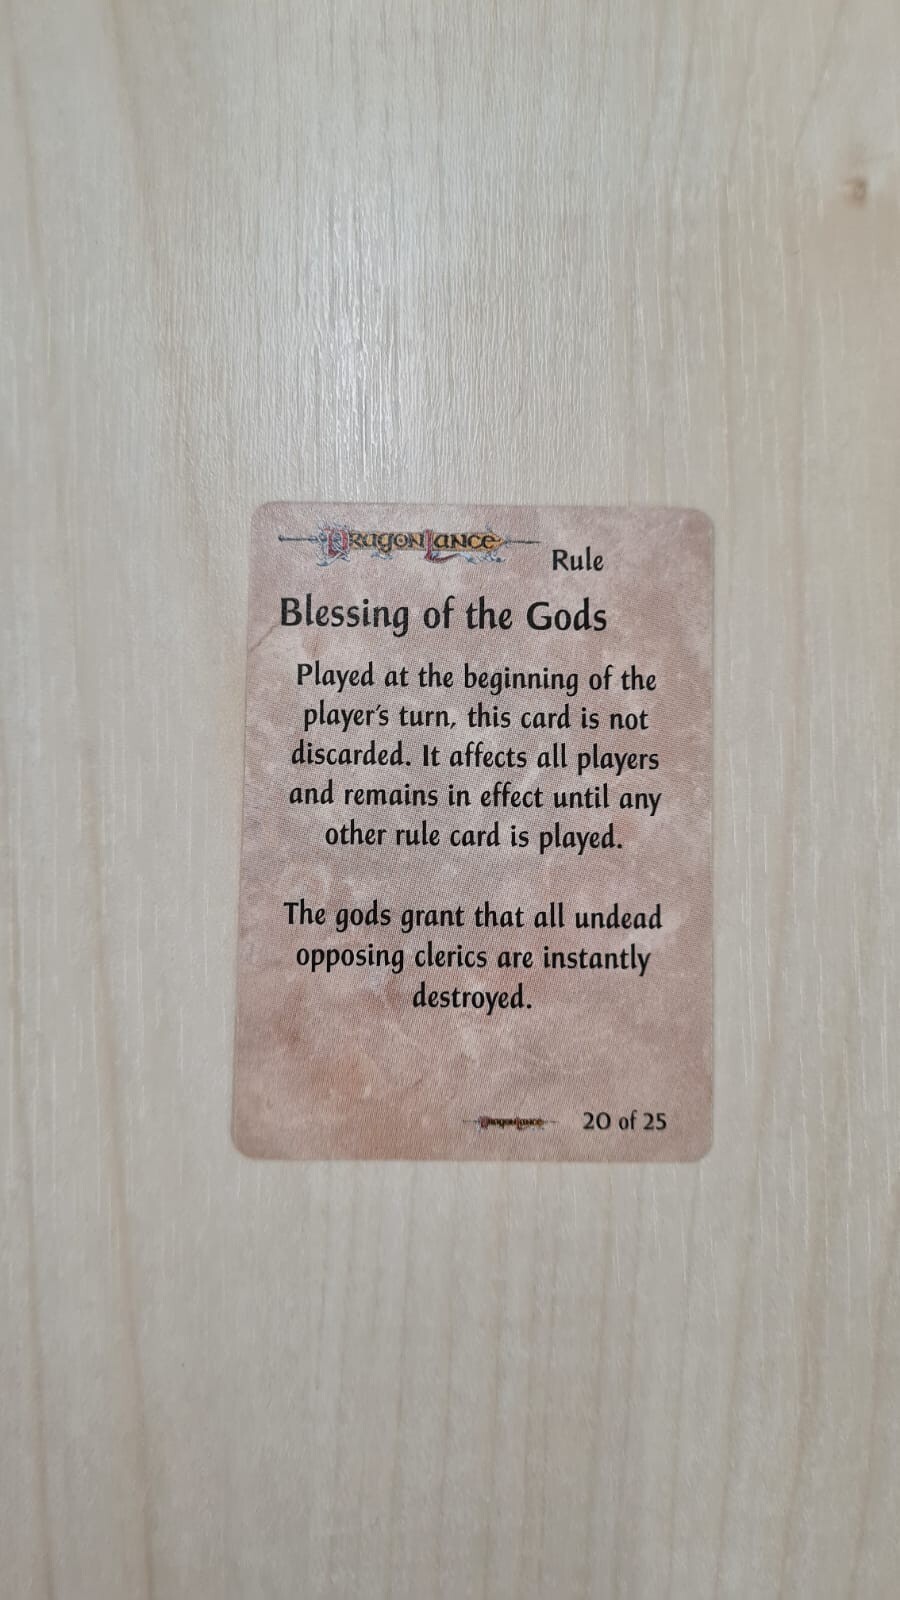 DRAGONLANCE
Rule
Blessing of the Gods
Played at the beginning of the
player's turn, this card is not
discarded. It affects all players
and remains in effect until any
other rule card is played.
The gods grant that all undead
opposing clerics are instantly
destroyed.
DRAGONLANCE
20 of 25